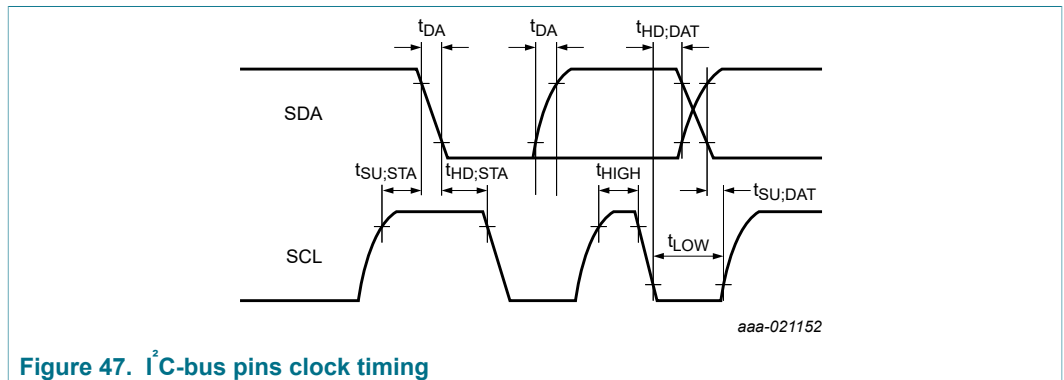 tDA tDA tHD;DAT
SDA
tSU;STA tHD;STA tHIGH tSU;DAT
SCL tLOW
aaa-021152
Figure 47. I²C-bus pins clock timing